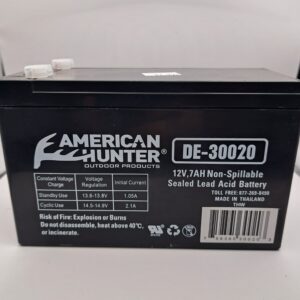 AMERICAN
HUNTER
OUTDOOR PRODUCTS
DE-30020
12V,7AH Non-Spillable
Sealed Lead Acid Battery
TOLL FREE: 877-269-8490
MADE IN THAILAND
THW
Constant Voltage Charge
Voltage Regulation
Initial Current
Standby Use 13.6-13.8V 1.05A
Cyclic Use 14.5-14.9V 2.1A
Risk of Fire: Explosion or Burns
Do not disassemble, heat above 40°C.
or incinerate.